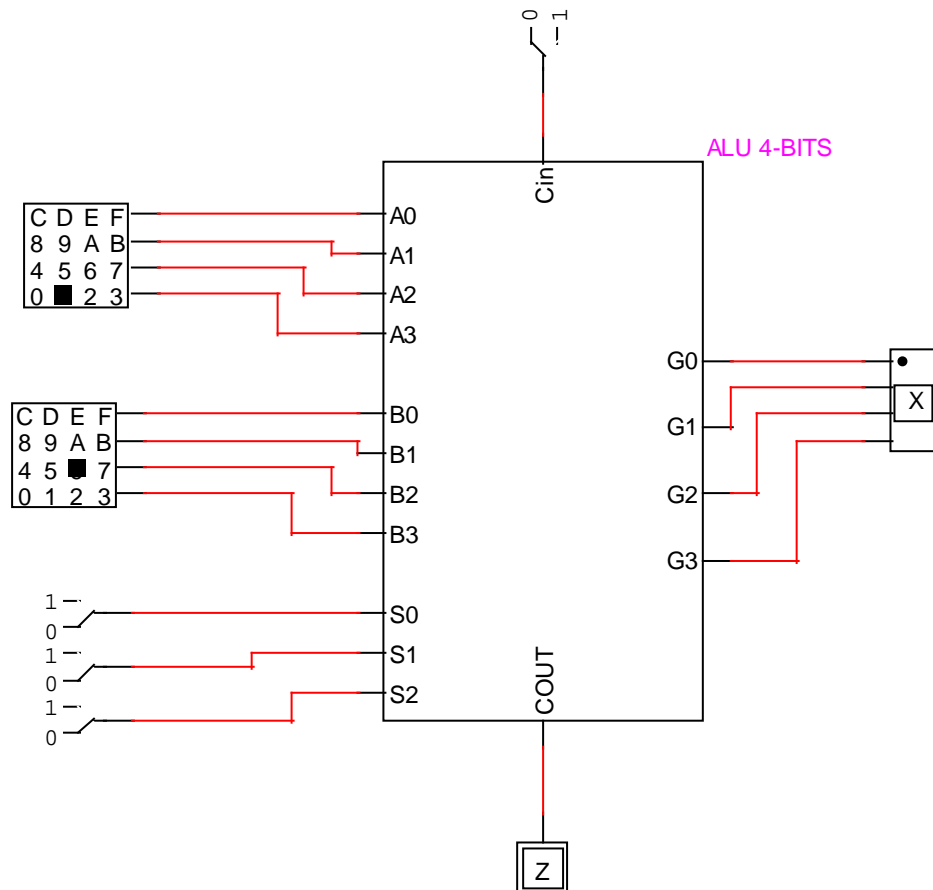 0 1
ALU 4-BITS
Cin
C D E F
8 9 A B
4 5 6 7
0 2 3
A0
A1
A2
A3
C D E F
8 9 A B
4 5 7
0 1 2 3
B0
B1
B2
B3
1
0
1
0
1
0
S0
S1
S2
COUT
G0
G1
G2
G3
X
Z